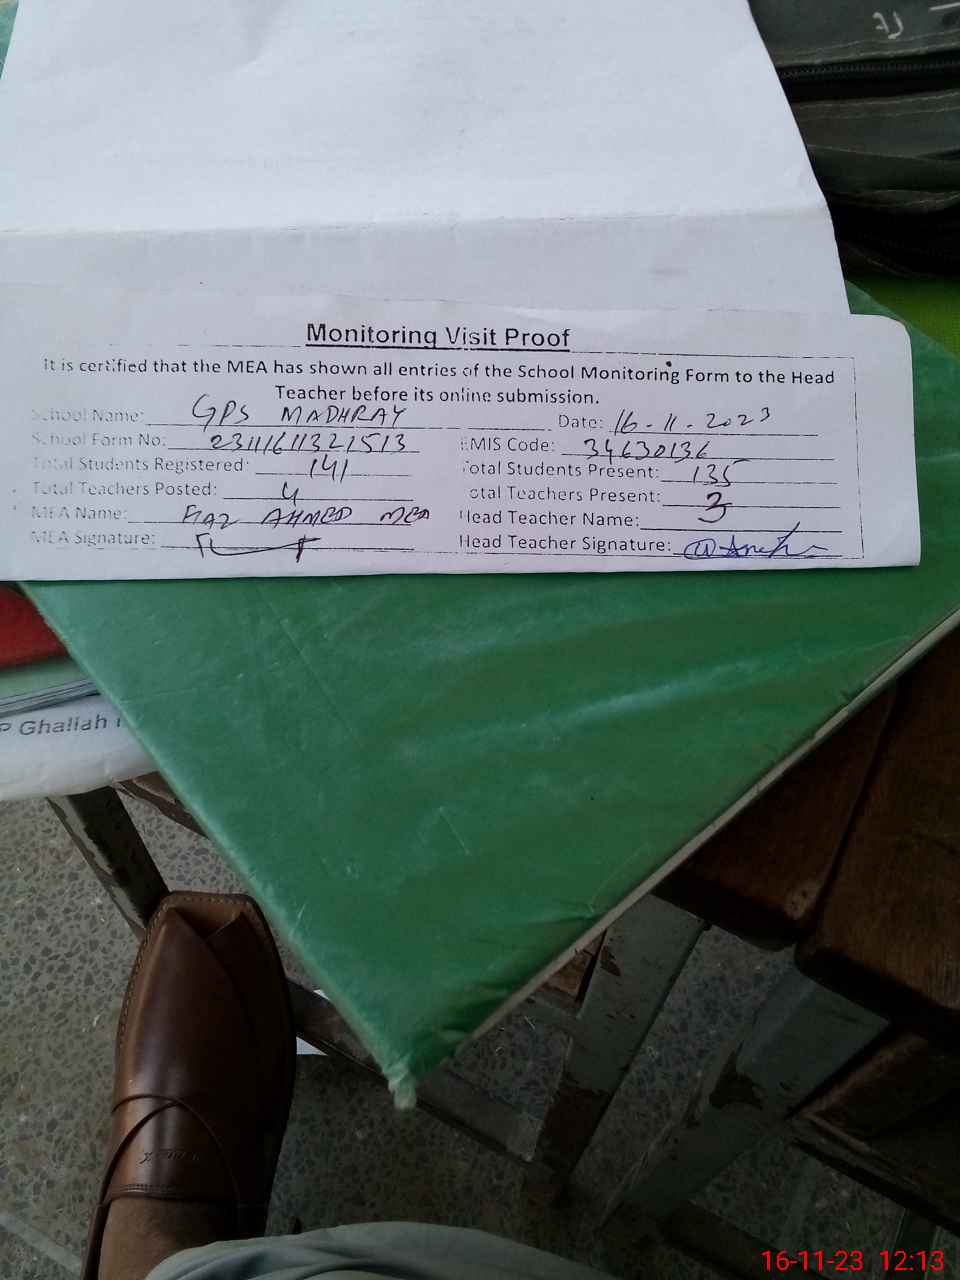 Monitoring Visit Proof
It is certified that the MEA has shown all entries of the School Monitoring Form to the Head
Teacher before its online submission.
School Name: GPS MADHRAY Date: 16-11-2023
School Form No: 23111611321513 EMIS Code: 34630136
Total Students Registered: 141 Total Students Present: 135
Total Teachers Posted: 4 Total Teachers Present: 3
MEA Name: FIAZ AHMED MEA Head Teacher Name:
MEA Signature: Head Teacher Signature:
P Ghallah
16-11-23 12:13